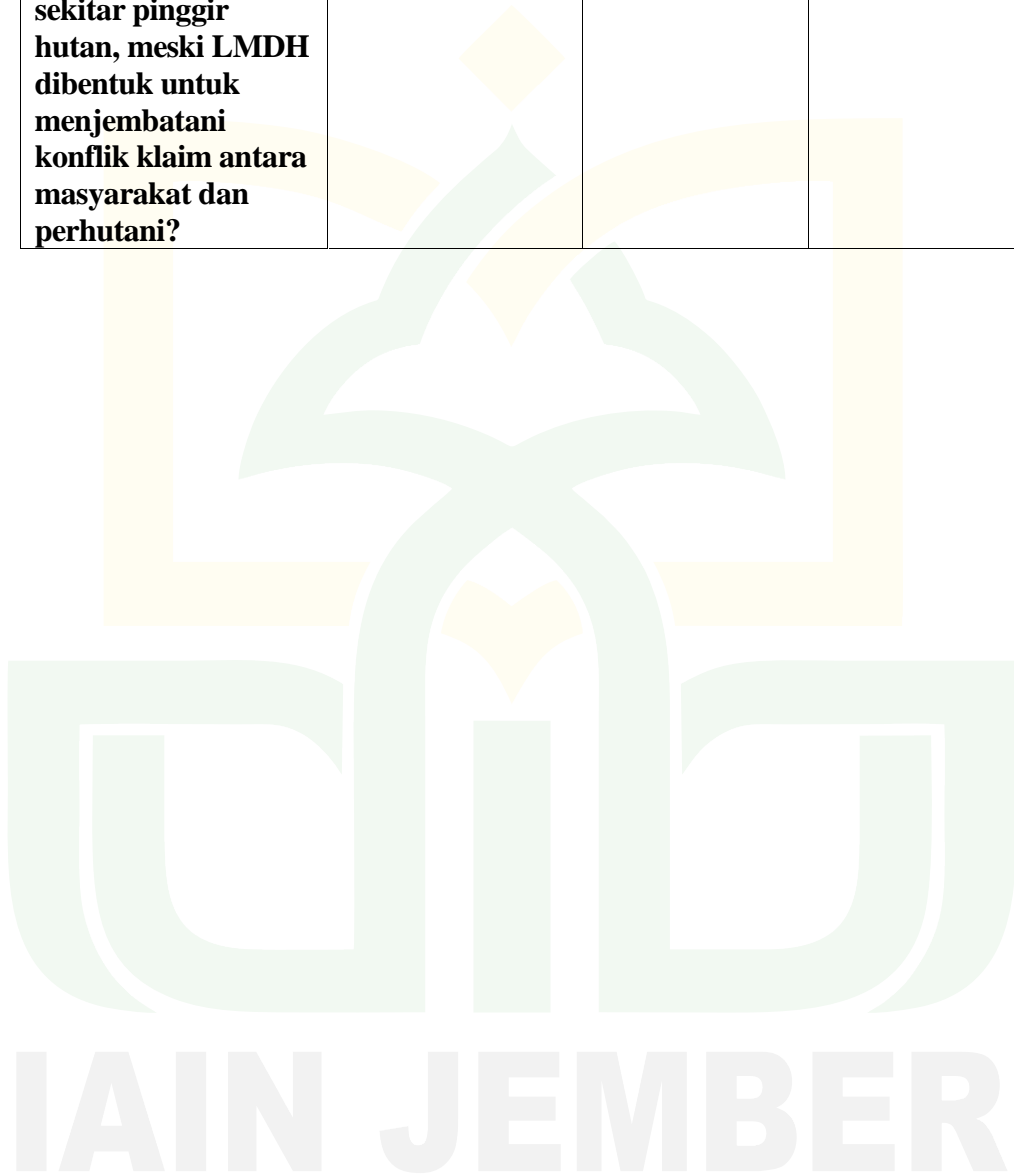 sekitar pinggir
hutan, meski LMDH
dibentuk untuk
menjembatani
konflik klaim antara
masyarakat dan
perhutani?
IAIN JEMBER